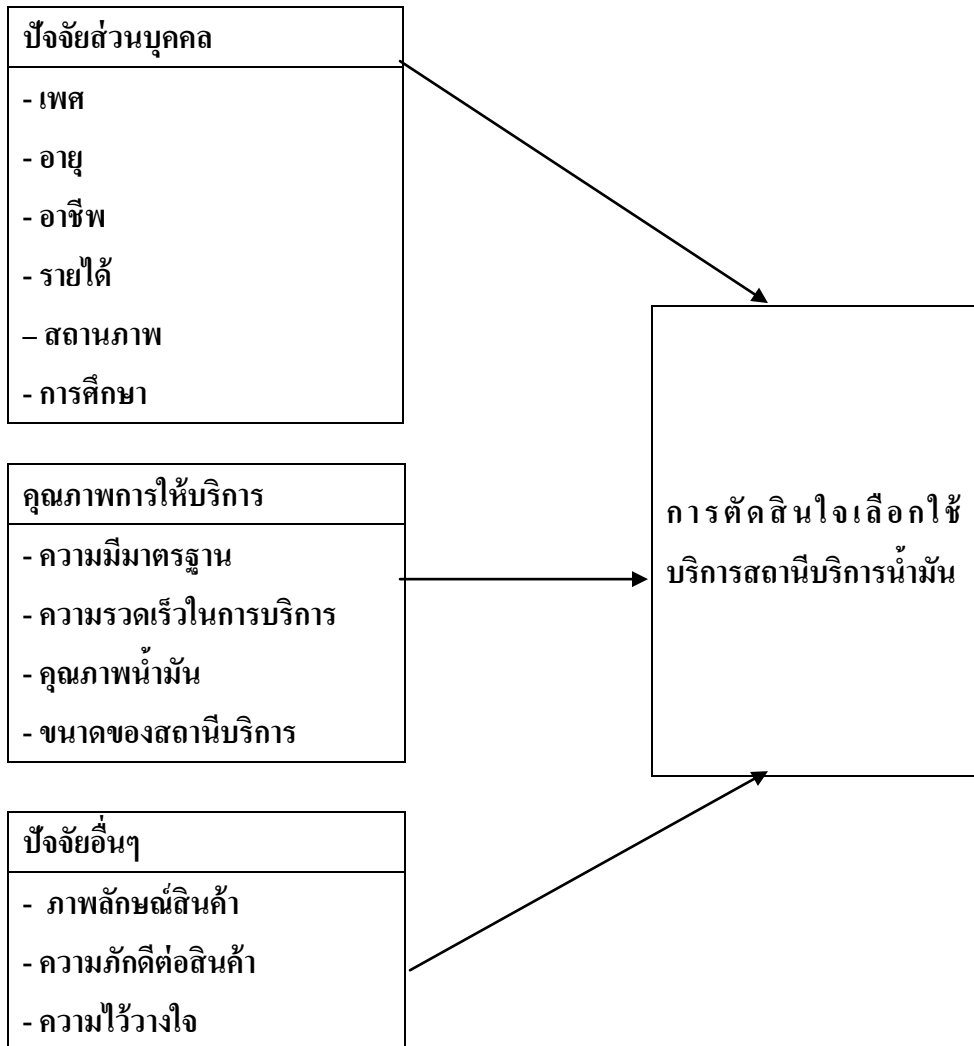 ปัจจัยส่วนบุคคล
- เพศ
- อายุ
- อาชีพ
- รายได้
– สถานภาพ
- การศึกษา
คุณภาพการให้บริการ
- ความมีมาตรฐาน
- ความรวดเร็วในการบริการ
- คุณภาพน้ำมัน
- ขนาดของสถานีบริการ
ปัจจัยอื่นๆ
- ภาพลักษณ์สินค้า
- ความภักดีต่อสินค้า
- ความไว้วางใจ
การตัดสินใจเลือกใช้
บริการสถานีบริการน้ำมัน